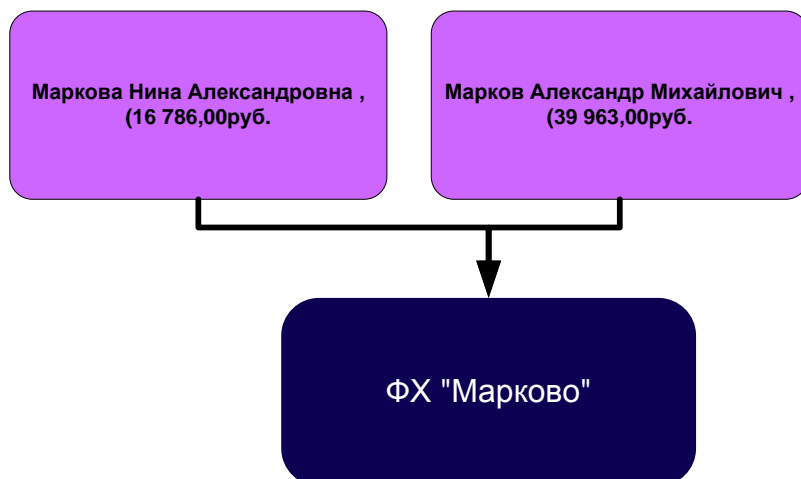 Маркова Нина Александровна ,
(16 786,00руб.
Марков Александр Михайлович ,
(39 963,00руб.
ФХ "Марково"